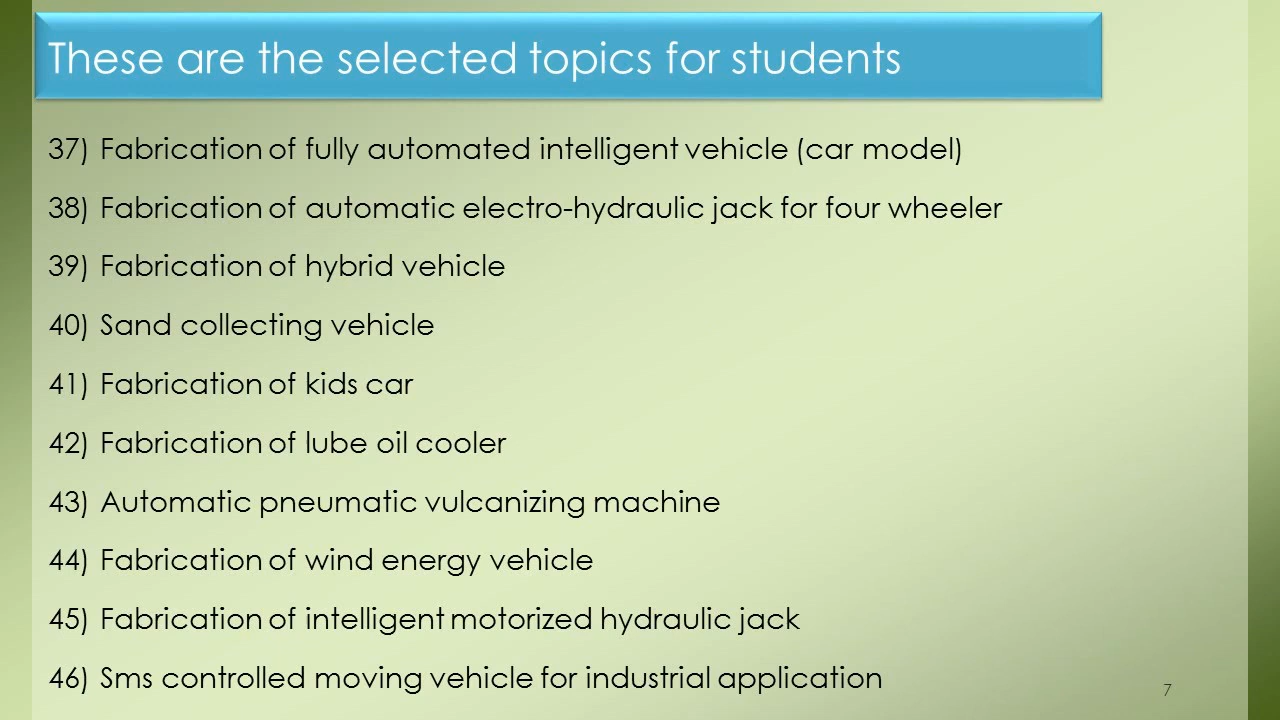 These are the selected topics for students
37) Fabrication of fully automated intelligent vehicle (car model)
38) Fabrication of automatic electro-hydraulic jack for four wheeler
39) Fabrication of hybrid vehicle
40) Sand collecting vehicle
41) Fabrication of kids car
42) Fabrication of lube oil cooler
43) Automatic pneumatic vulcanizing machine
44) Fabrication of wind energy vehicle
45) Fabrication of intelligent motorized hydraulic jack
46) Sms controlled moving vehicle for industrial application
7